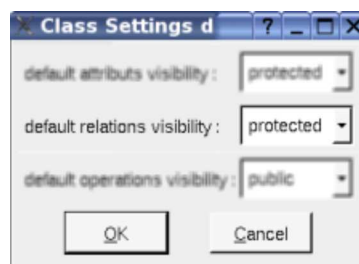 Class Settings d
default attributs visibility : protected
default relations visibility : protected
default operations visibility : public
OK Cancel